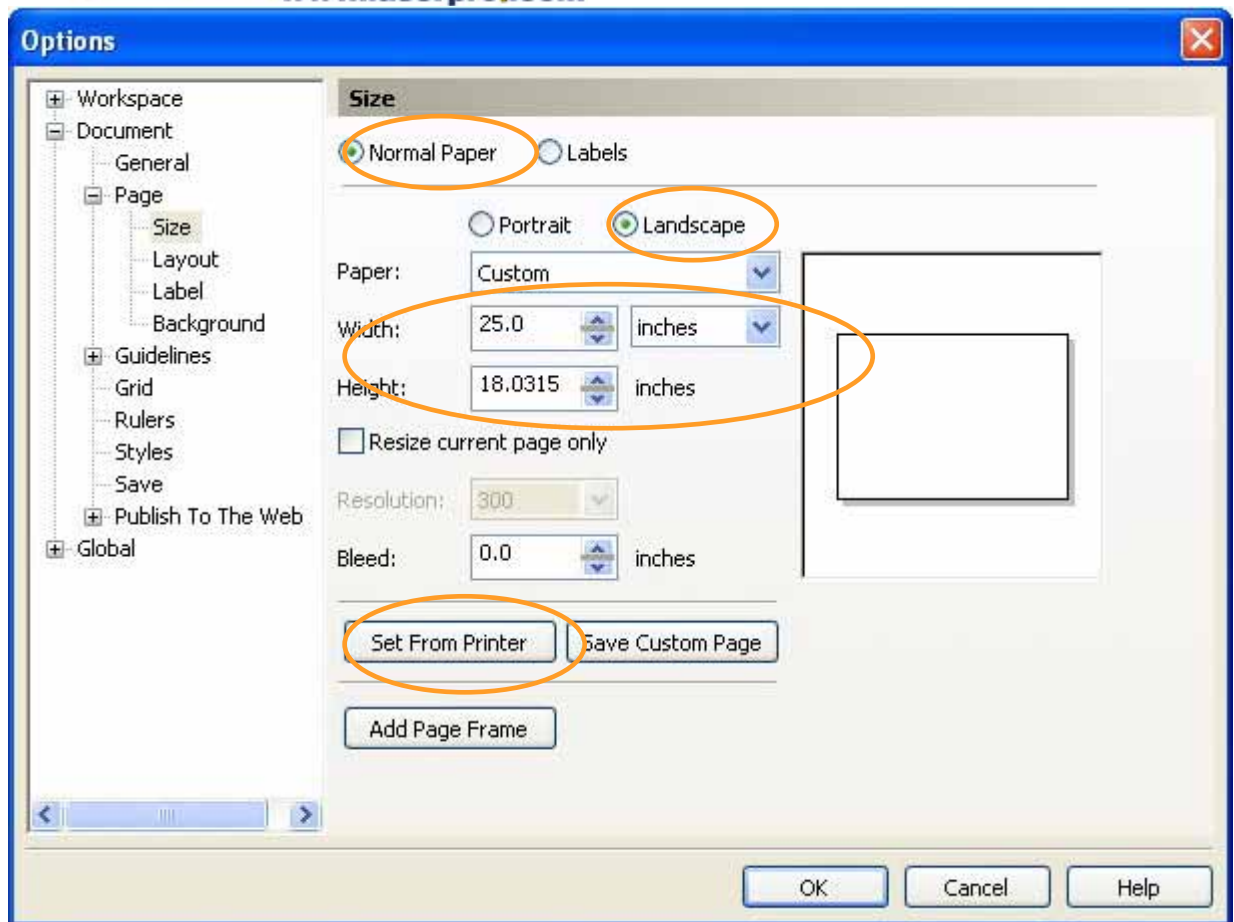 Options
Workspace
Document
General
Page
Size
Layout
Label
Background
Guidelines
Grid
Rulers
Styles
Save
Publish To The Web
Global
Size
Normal Paper Labels
Portrait Landscape
Paper: Custom
Width: 25.0 inches
Height: 18.0315 inches
Resize current page only
Resolution: 300
Bleed: 0.0 inches
Set From Printer Save Custom Page
Add Page Frame
OK Cancel Help